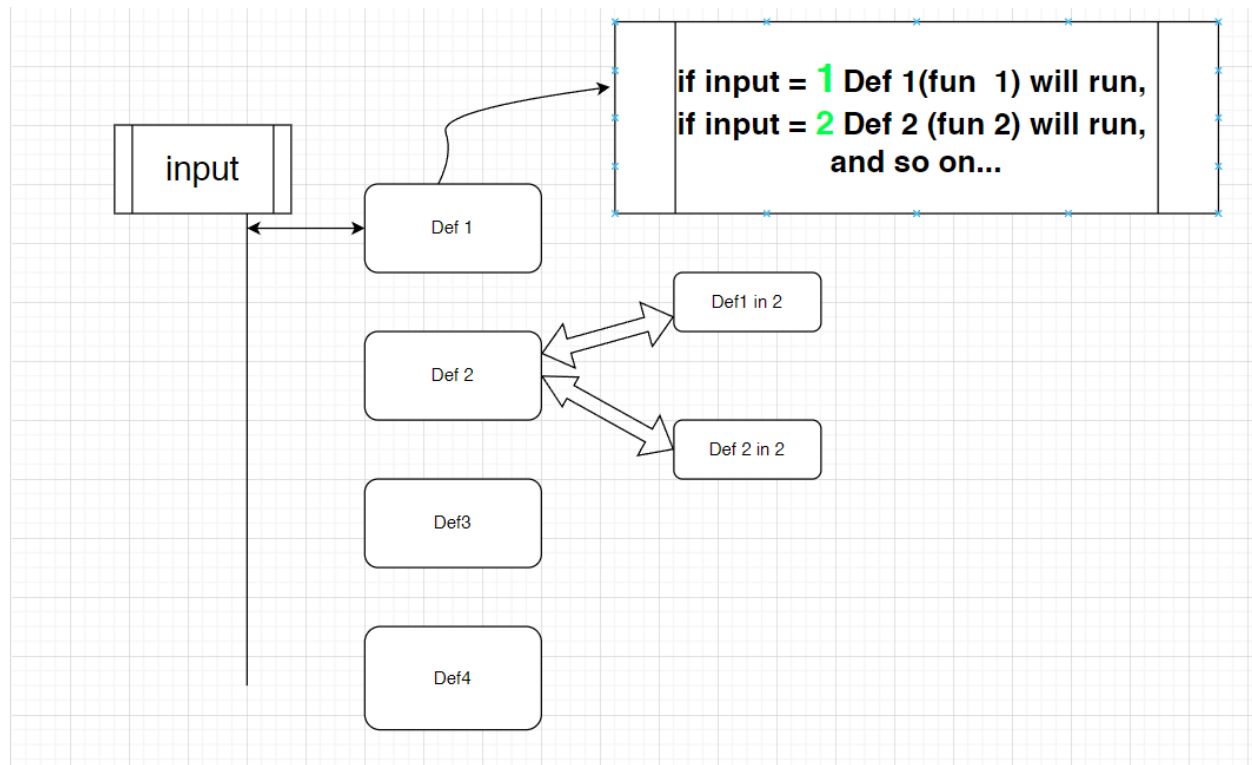 if input = 1 Def 1(fun  1) will run,
if input = 2 Def 2 (fun 2) will run,
and so on...
input
Def 1
Def1 in 2
Def 2
Def 2 in 2
Def3
Def4